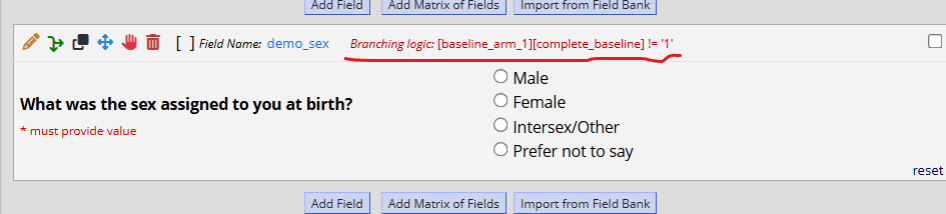 Add Field Add Matrix of Fields Import from Field Bank
[ ] Field Name: demo_sex Branching logic: [baseline_arm_1][complete_baseline] != '1'
Male
What was the sex assigned to you at birth? Female
* must provide value Intersex/Other
Prefer not to say
reset
Add Field Add Matrix of Fields Import from Field Bank